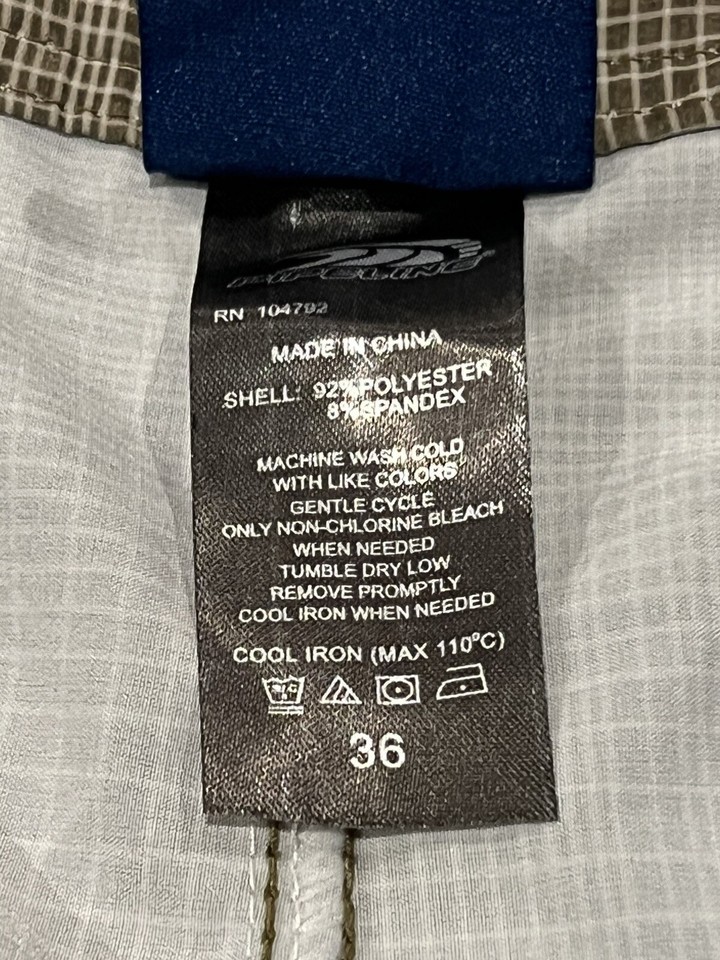 PIPELINE
RN 104792
MADE IN CHINA
SHELL: 92% POLYESTER
8% SPANDEX
MACHINE WASH COLD
WITH LIKE COLORS
GENTLE CYCLE
ONLY NON-CHLORINE BLEACH
WHEN NEEDED
TUMBLE DRY LOW
REMOVE PROMPTLY
COOL IRON WHEN NEEDED
COOL IRON (MAX 110°C)
36